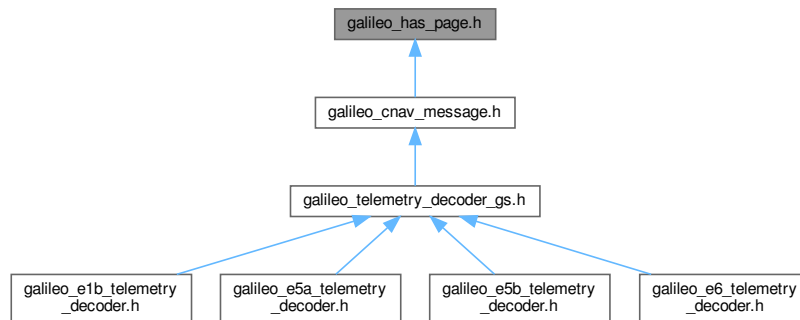 galileo_has_page.h
galileo_cnav_message.h
galileo_telemetry_decoder_gs.h
galileo_e1b_telemetry
_decoder.h
galileo_e5a_telemetry
_decoder.h
galileo_e5b_telemetry
_decoder.h
galileo_e6_telemetry
_decoder.h